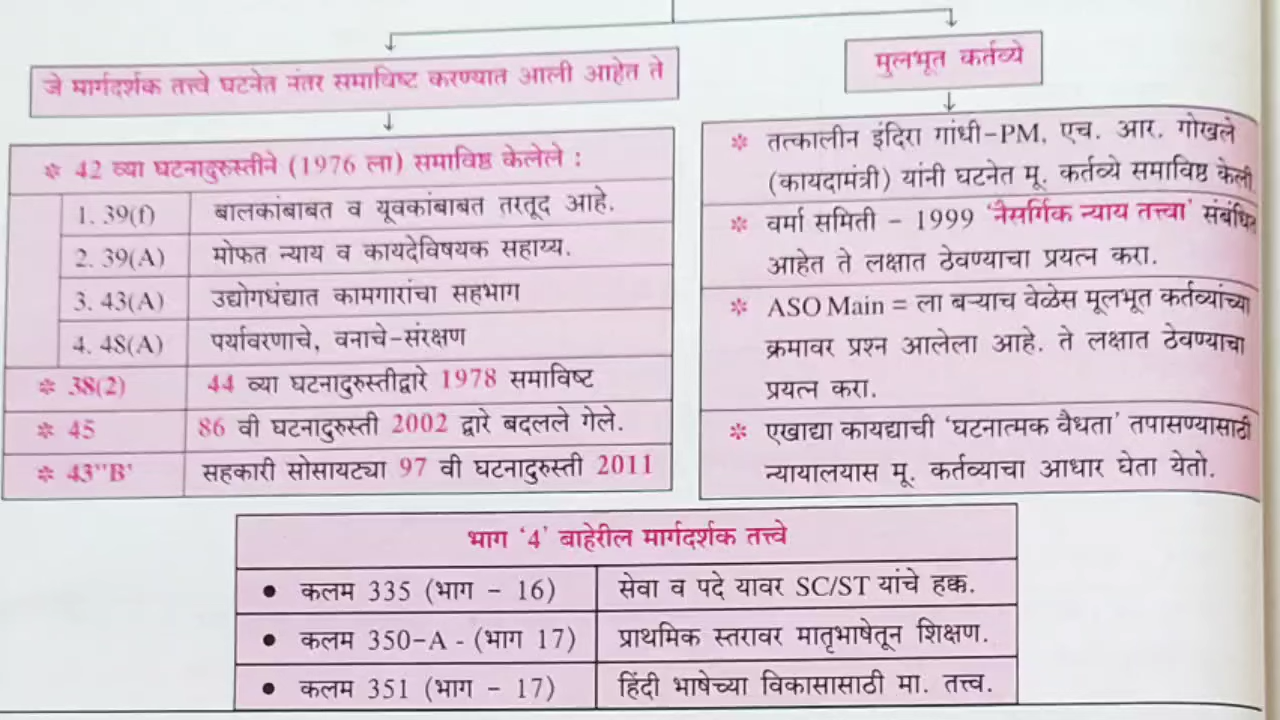 जे मार्गदर्शक तत्त्वे घटनेत नंतर समाविष्ट करण्यात आली आहेत ते
* 42 व्या घटनादुरुस्तीने (1976 ला) समाविष्ठ केलेले :
1. 39(f) बालकांबाबत व यूवकांबाबत तरतूद आहे.
2. 39(A) मोफत न्याय व कायदेविषयक सहाय्य.
3. 43(A) उद्योगधंद्यात कामगारांचा सहभाग
4. 48(A) पर्यावरणाचे, वनाचे-संरक्षण
* 38(2) 44 व्या घटनादुरुस्तीद्वारे 1978 समाविष्ट
* 45 86 वी घटनादुरुस्ती 2002 द्वारे बदलले गेले.
* 43"B' सहकारी सोसायट्या 97 वी घटनादुरुस्ती 2011
मुलभूत कर्तव्ये
* तत्कालीन इंदिरा गांधी-PM, एच. आर. गोखले
(कायदामंत्री) यांनी घटनेत मू. कर्तव्ये समाविष्ठ केली
* वर्मा समिती - 1999 'नैसर्गिक न्याय तत्त्वा' संबंधित
आहेत ते लक्षात ठेवण्याचा प्रयत्न करा.
* ASO Main = ला बऱ्याच वेळेस मूलभूत कर्तव्यांच्या
क्रमावर प्रश्न आलेला आहे. ते लक्षात ठेवण्याचा
प्रयत्न करा.
* एखाद्या कायद्याची 'घटनात्मक वैधता' तपासण्यासाठी
न्यायालयास मू. कर्तव्याचा आधार घेता येतो.
भाग '4' बाहेरील मार्गदर्शक तत्त्वे
• कलम 335 (भाग - 16) सेवा व पदे यावर SC/ST यांचे हक्क.
• कलम 350-A - (भाग 17) प्राथमिक स्तरावर मातृभाषेतून शिक्षण.
• कलम 351 (भाग - 17) हिंदी भाषेच्या विकासासाठी मा. तत्त्व.